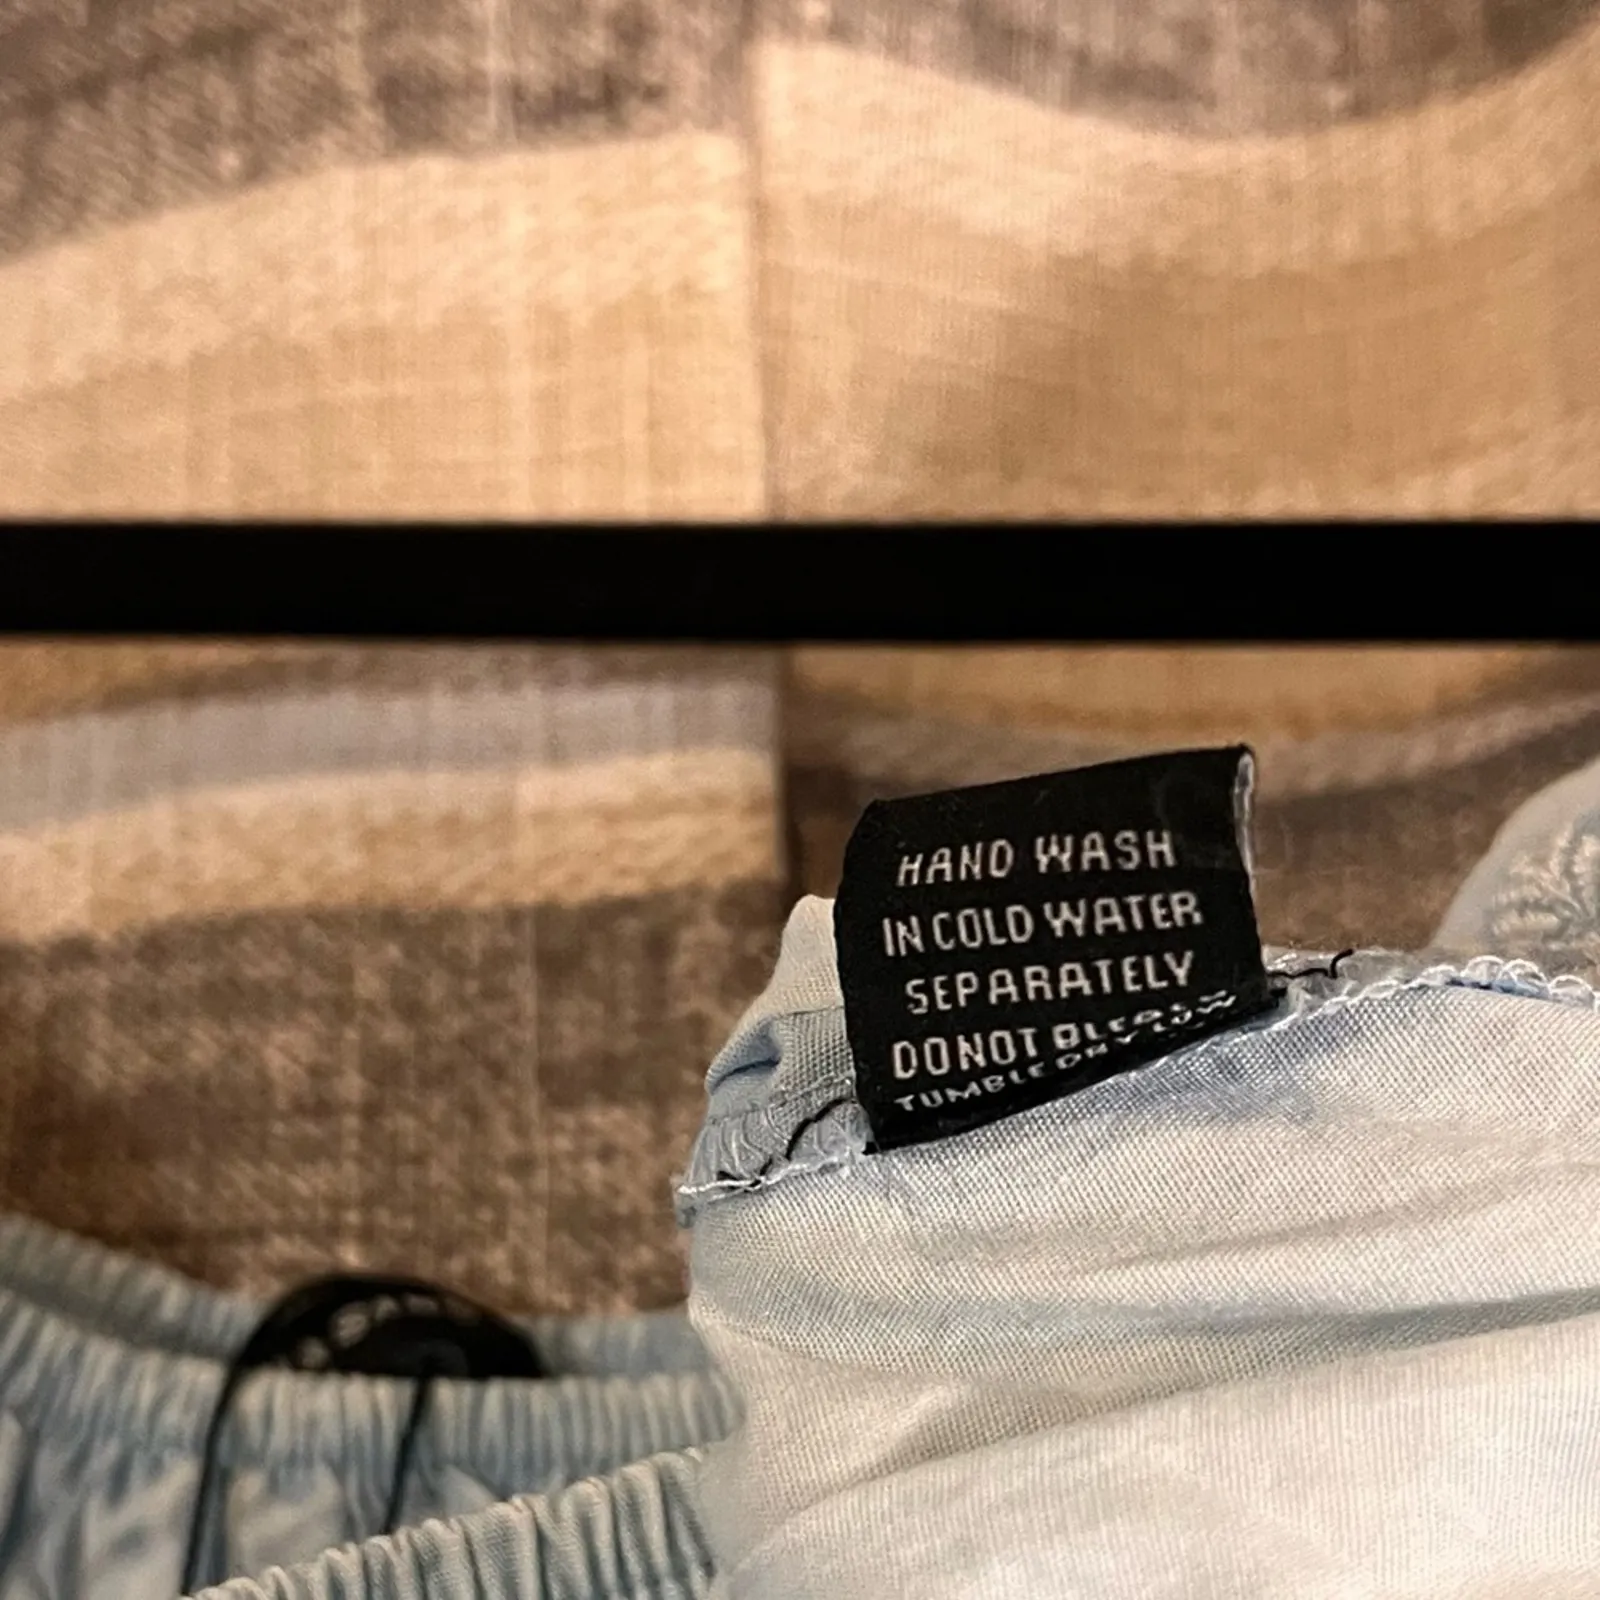 HAND WASH
IN COLD WATER
SEPARATELY
DO NOT BLEACH
TUMBLE DRY LOW